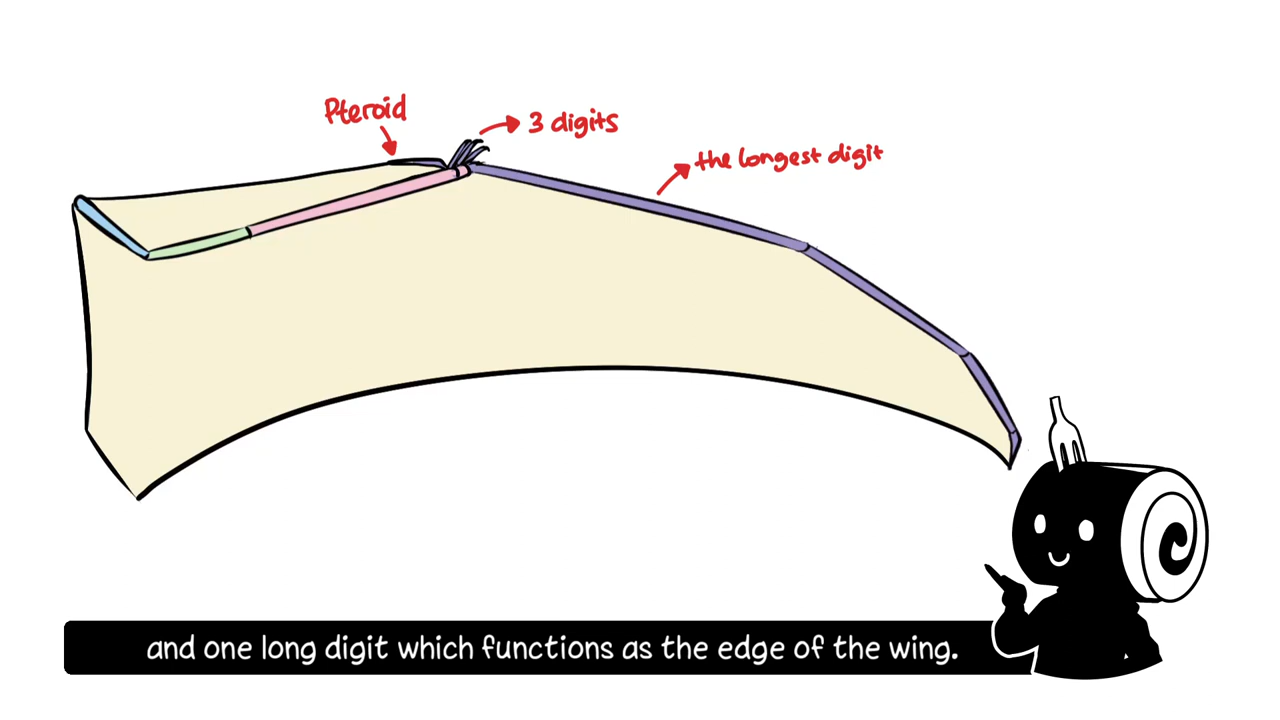 Pteroid
3 digits
the longest digit
and one long digit which functions as the edge of the wing.